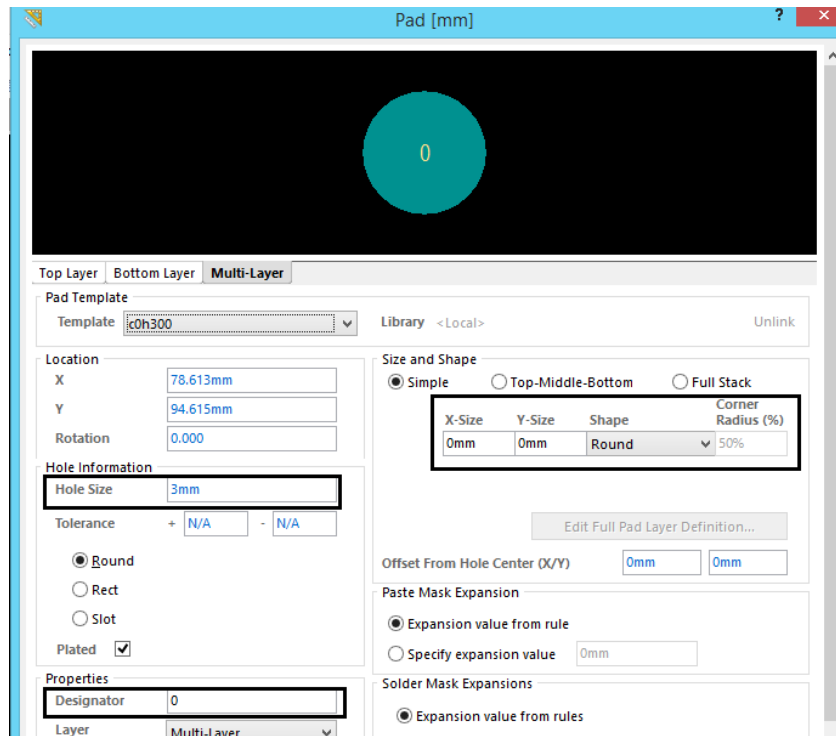 Pad [mm]
?
0
Top Layer Bottom Layer Multi-Layer
Pad Template
Template c0h300 Library <Local> Unlink
Location
X 78.613mm
Y 94.615mm
Rotation 0.000
Hole Information
Hole Size 3mm
Tolerance + N/A - N/A
Round
Rect
Slot
Plated
Properties
Designator 0
Layer Multi-Layer
Size and Shape
Simple Top-Middle-Bottom Full Stack
X-Size Y-Size Shape Corner Radius (%)
0mm 0mm Round 50%
Edit Full Pad Layer Definition...
Offset From Hole Center (X/Y) 0mm 0mm
Paste Mask Expansion
Expansion value from rule
Specify expansion value 0mm
Solder Mask Expansions
Expansion value from rules